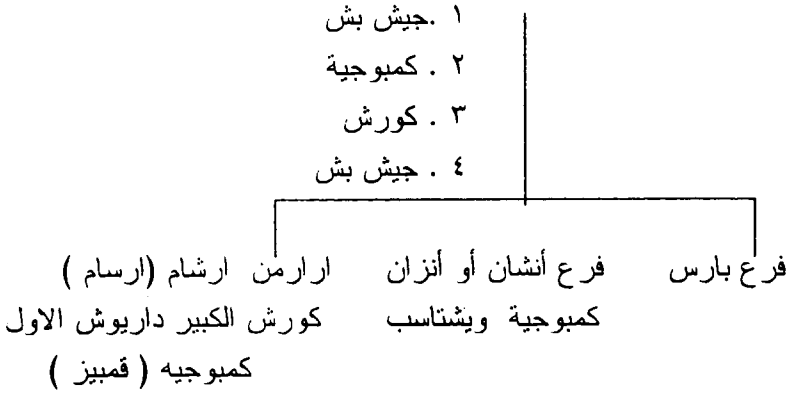 ١ .جيش بش
٢ . كمبوجية
٣ . كورش
٤ . جيش بش
فرع بارس فرع أنشان أو أنزان ارارمن ارشام (ارسام )
كمبوجية ويشتاسب كورش الكبير داريوش الاول
كمبوجيه ( قمبيز )